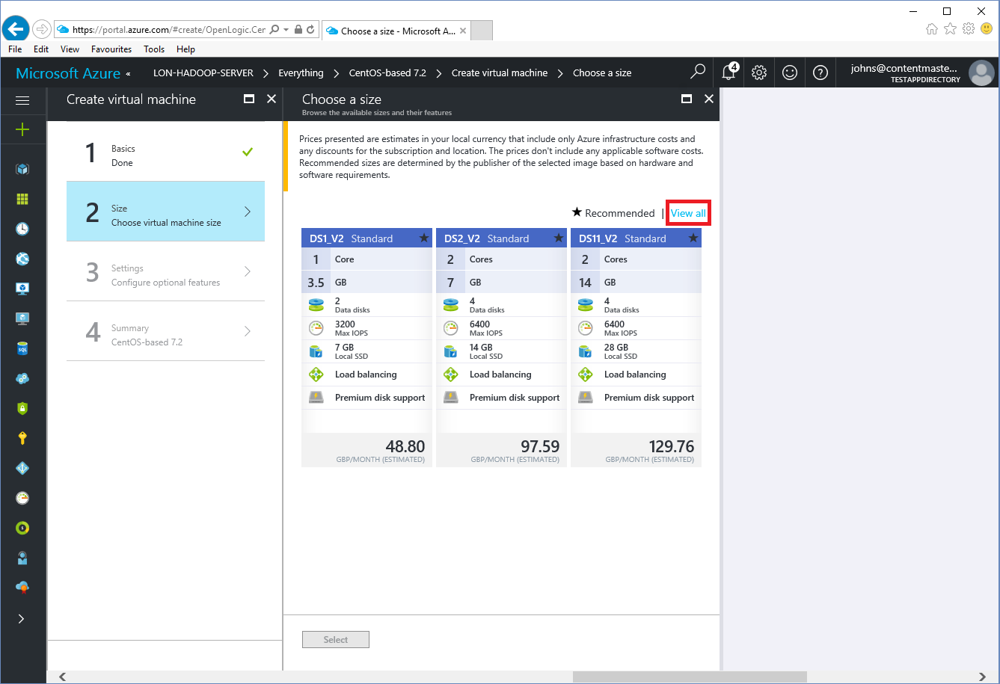 https://portal.azure.com/#create/OpenLogic.Cer
Choose a size - Microsoft A...
File Edit View Favourites Tools Help
Microsoft Azure « LON-HADOOP-SERVER > Everything > CentOS-based 7.2 > Create virtual machine > Choose a size
4
johns@contentmaste...
TESTAPPDIRECTORY
Create virtual machine
1
Basics
Done
2
Size
Choose virtual machine size
3
Settings
Configure optional features
4
Summary
CentOS-based 7.2
Choose a size
Browse the available sizes and their features
Prices presented are estimates in your local currency that include only Azure infrastructure costs and
any discounts for the subscription and location. The prices don't include any applicable software costs.
Recommended sizes are determined by the publisher of the selected image based on hardware and
software requirements.
★ Recommended | View all
DS1_V2 Standard ★
1 Core
3.5 GB
2
Data disks
3200
Max IOPS
7 GB
Local SSD
Load balancing
Premium disk support
48.80
GBP/MONTH (ESTIMATED)
DS2_V2 Standard ★
2 Cores
7 GB
4
Data disks
6400
Max IOPS
14 GB
Local SSD
Load balancing
Premium disk support
97.59
GBP/MONTH (ESTIMATED)
DS11_V2 Standard ★
2 Cores
14 GB
4
Data disks
6400
Max IOPS
28 GB
Local SSD
Load balancing
Premium disk support
129.76
GBP/MONTH (ESTIMATED)
Select
SQL